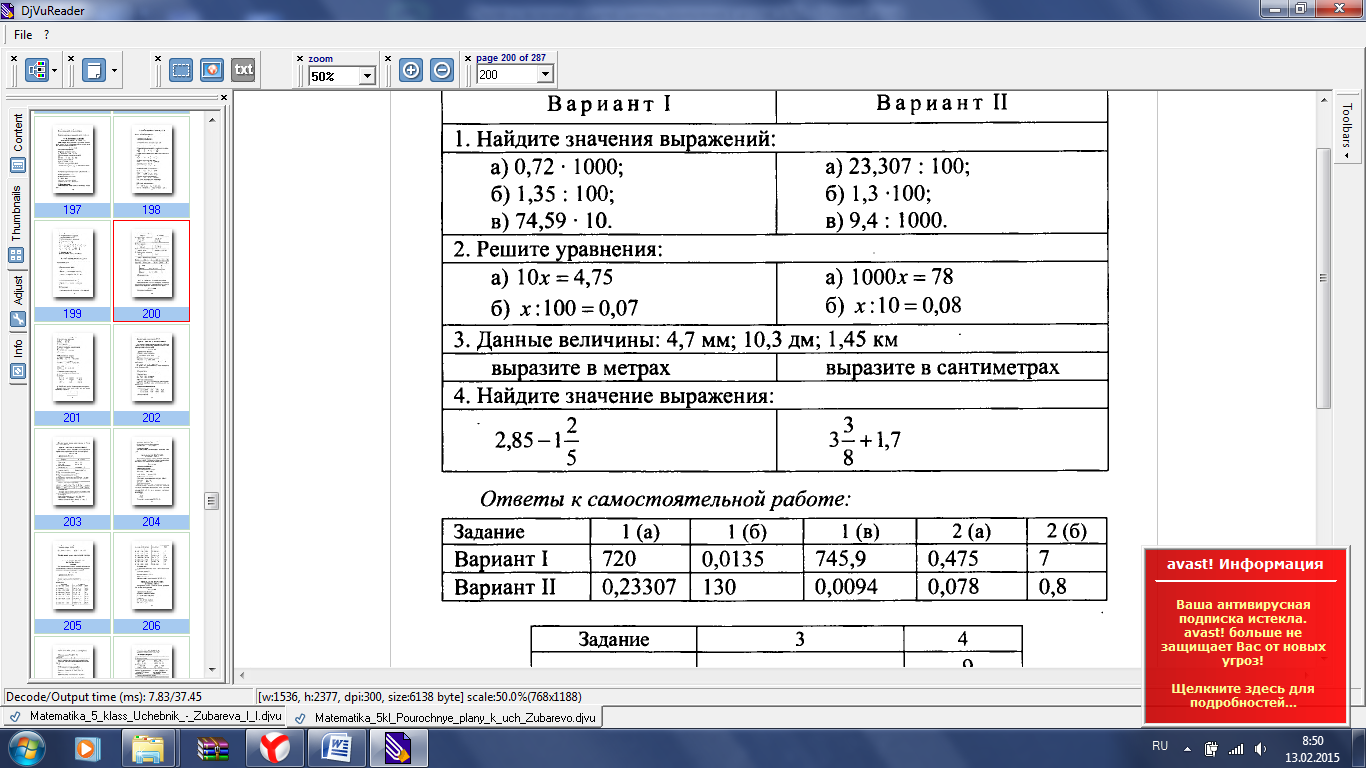 DjVuReader
File ?
zoom
50%
page 200 of 287
200
txt
Content
Thumbnails
Adjust
Info
Toolbars
197 198
199 200
201 202
203 204
205 206
Вариант I Вариант II
1. Найдите значения выражений:
а) 0,72 · 1000; а) 23,307 : 100;
б) 1,35 : 100; б) 1,3 ·100;
в) 74,59 · 10. в) 9,4 : 1000.
2. Решите уравнения:
а) 10x = 4,75 а) 1000x = 78
б) x:100 = 0,07 б) x:10 = 0,08
3. Данные величины: 4,7 мм; 10,3 дм; 1,45 км
выразите в метрах выразите в сантиметрах
4. Найдите значение выражения:
2,85 – 1 2/5 3 3/8 + 1,7
Ответы к самостоятельной работе:
Задание 1 (а) 1 (б) 1 (в) 2 (а) 2 (б)
Вариант I 720 0,0135 745,9 0,475 7
Вариант II 0,23307 130 0,0094 0,078 0,8
Задание 3 4
avast! Информация
Ваша антивирусная
подписка истекла.
avast! больше не
защищает Вас от новых
угроз!
Щелкните здесь для
подробностей...
Decode/Output time (ms): 7.83/37.45 [w:1536, h:2377, dpi:300, size:6138 byte] scale:50.0%(768x1188)
Matematika_5_klass_Uchebnik_-_Zubareva_I_I.djvu Matematika_5kl_Pourochnye_plany_k_uch_Zubarevo.djvu
RU
8:50
13.02.2015